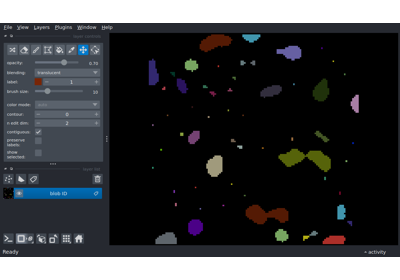 File View Layers Plugins Window Help
opacity: 0.70
blending: translucent
label: 1
brush size: 10
color mode:
contour: 0
n edit dim: 2
contiguous:
preserve
labels:
show
selected:
blob ID
Ready
activity